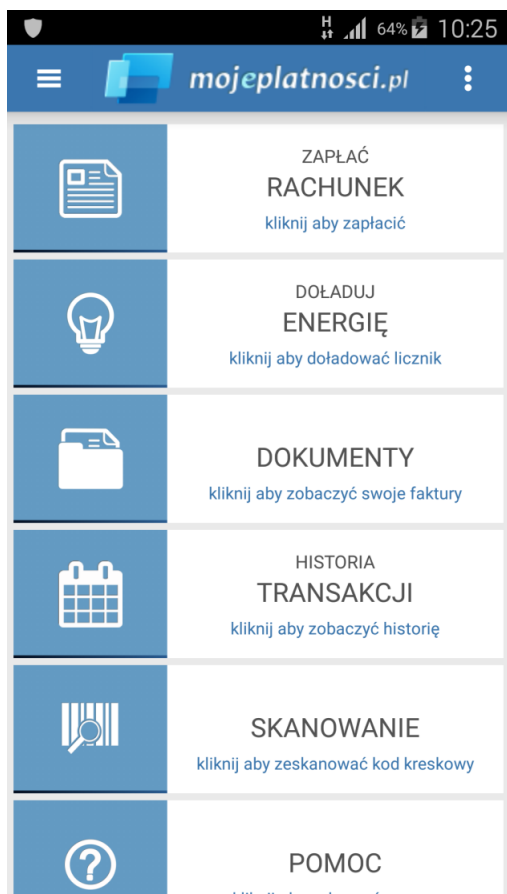 H 64% 10:25
mojeplatnosci.pl
ZAPŁAĆ
RACHUNEK
kliknij aby zapłacić
DOŁADUJ
ENERGIĘ
kliknij aby doładować licznik
DOKUMENTY
kliknij aby zobaczyć swoje faktury
HISTORIA
TRANSAKCJI
kliknij aby zobaczyć historię
SKANOWANIE
kliknij aby zeskanować kod kreskowy
POMOC